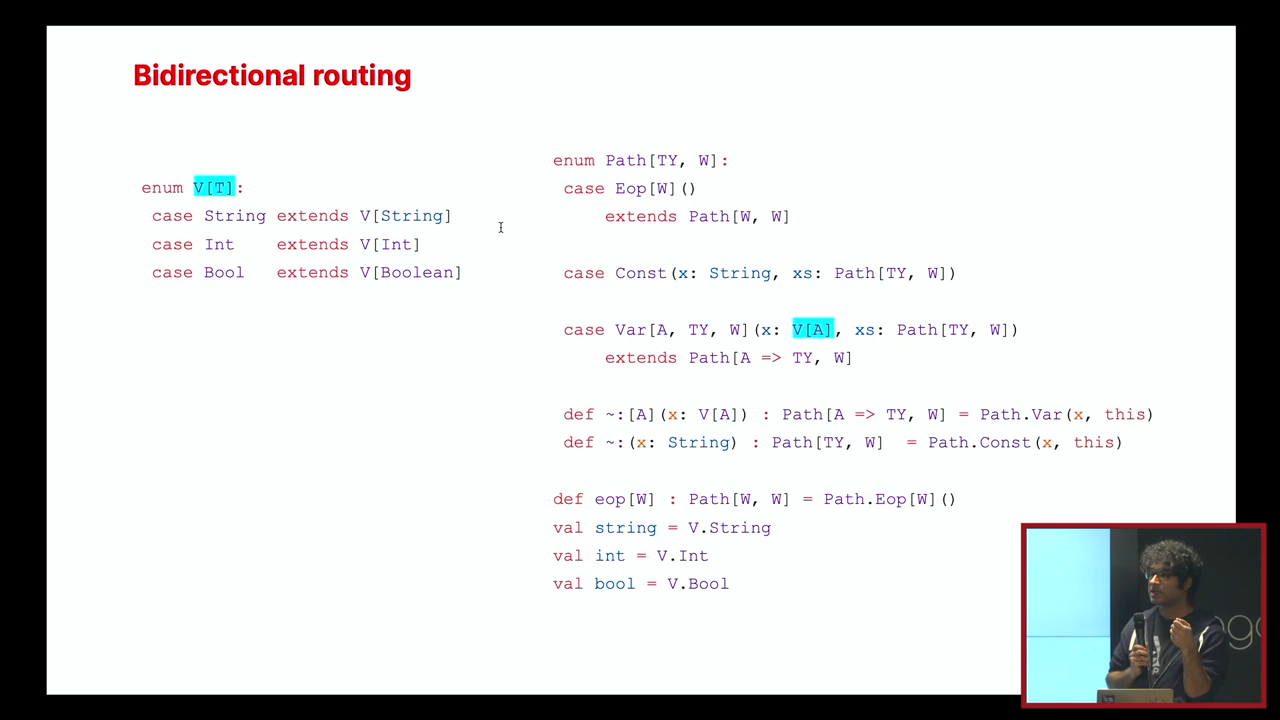 Bidirectional routing
enum V[T]:
case String extends V[String]
case Int extends V[Int]
case Bool extends V[Boolean]
enum Path[TY, W]:
case Eop[W]()
extends Path[W, W]
case Const(x: String, xs: Path[TY, W])
case Var[A, TY, W](x: V[A], xs: Path[TY, W])
extends Path[A => TY, W]
def ~:[A](x: V[A]) : Path[A => TY, W] = Path.Var(x, this)
def ~:(x: String) : Path[TY, W] = Path.Const(x, this)
def eop[W] : Path[W, W] = Path.Eop[W]()
val string = V.String
val int = V.Int
val bool = V.Bool